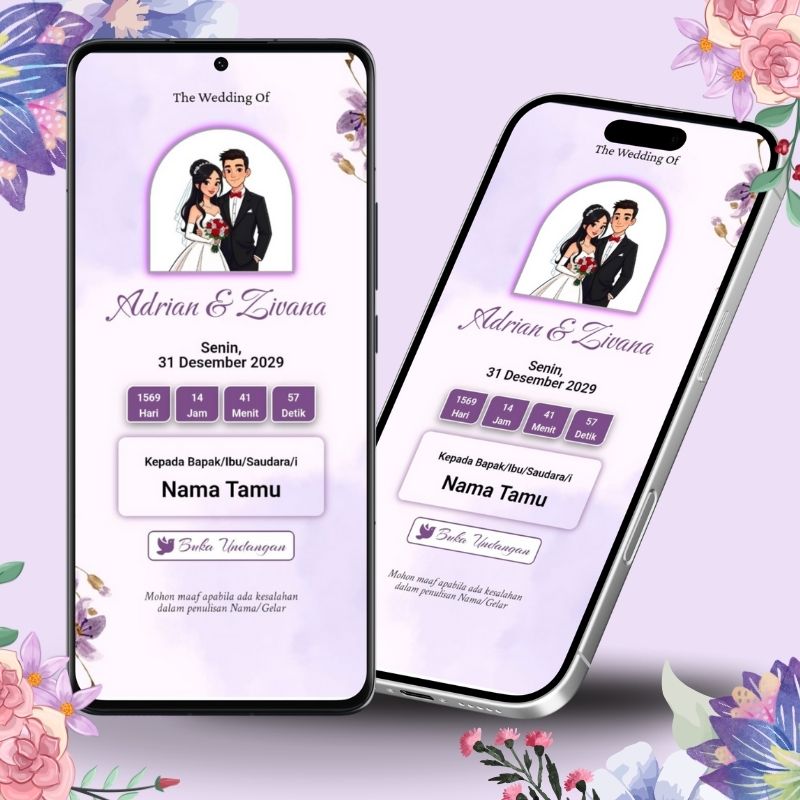 The Wedding Of
Adrian & Zivana
Senin,
31 Desember 2029
1569 14 41 57
Hari Jam Menit Detik
Kepada Bapak/Ibu/Saudara/i
Nama Tamu
Buka Undangan
Mohon maaf apabila ada kesalahan
dalam penulisan Nama/Gelar
The Wedding Of
Adrian & Zivana
Senin,
31 Desember 2029
1569 14 41 57
Hari Jam Menit Detik
Kepada Bapak/Ibu/Saudara/i
Nama Tamu
Buka Undangan
Mohon maaf apabila ada kesalahan
dalam penulisan Nama/Gelar